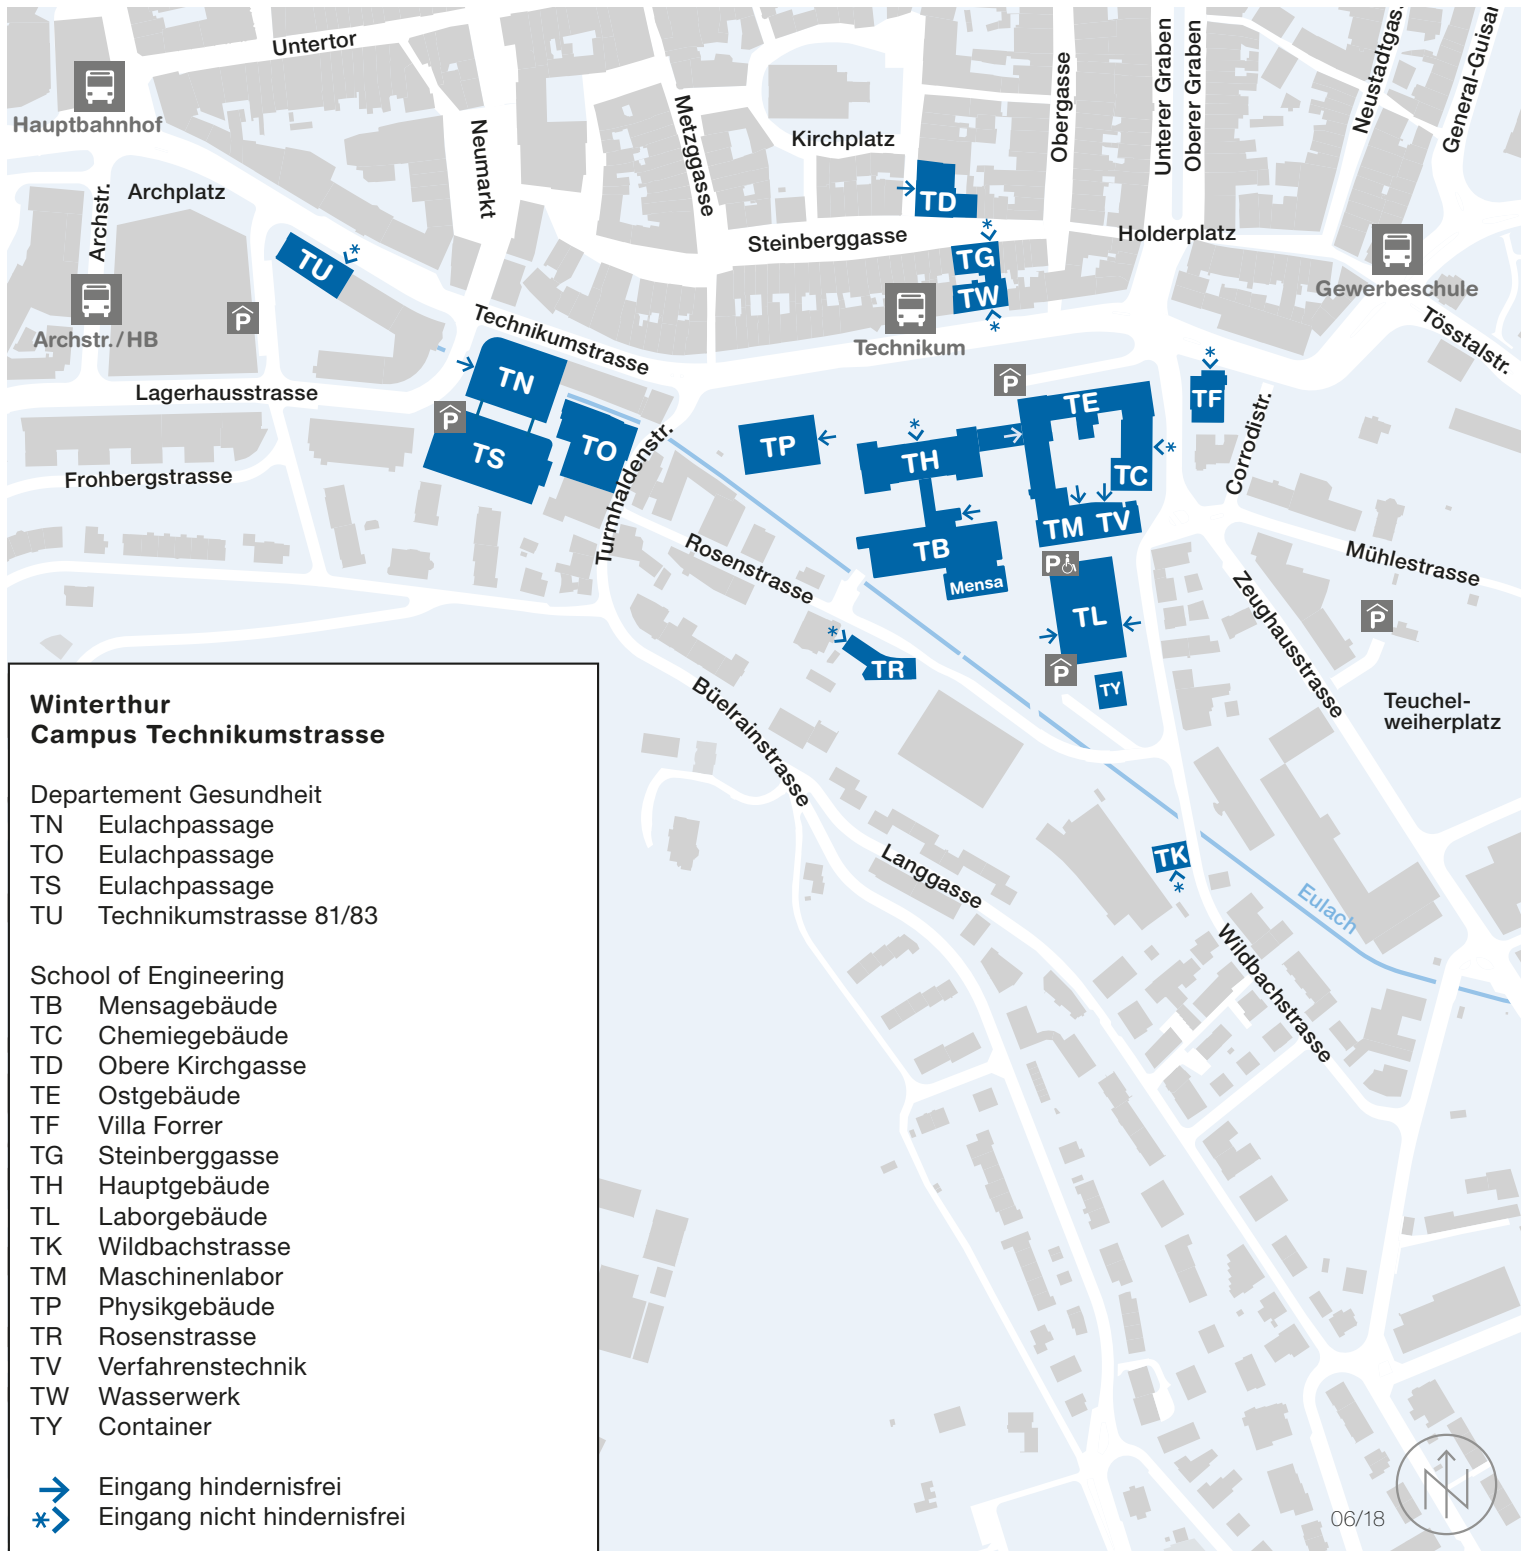 Untertor
Hauptbahnhof
Neumarkt
Metzggasse
Kirchplatz
Obergasse
Unterer Graben
Oberer Graben
Neustadtgas
General-Guisan
Archstr.
Archplatz
TU
TD
Steinberggasse
TG
TW
Holderplatz
Gewerbeschule
Archstr./HB
P
Technikumstrasse
Technikum
Tösstalstr.
Lagerhausstrasse
TN
P
TS
TO
P
TE
TF
TP
TH
TC
Corrodistr.
Frohbergstrasse
Turmhaldenstr.
TM
TV
TB
Mensa
P
Rosenstrasse
Mühlestrasse
Zeughausstrasse
P
TL
TR
P
TY
Teuchel-
weiherplatz
Büelrainstrasse
Langgasse
TK
Eulach
Wildbachstrasse
Winterthur
Campus Technikumstrasse
Departement Gesundheit
TN Eulachpassage
TO Eulachpassage
TS Eulachpassage
TU Technikumstrasse 81/83
School of Engineering
TB Mensagebäude
TC Chemiegebäude
TD Obere Kirchgasse
TE Ostgebäude
TF Villa Forrer
TG Steinberggasse
TH Hauptgebäude
TL Laborgebäude
TK Wildbachstrasse
TM Maschinenlabor
TP Physikgebäude
TR Rosenstrasse
TV Verfahrenstechnik
TW Wasserwerk
TY Container
Eingang hindernisfrei
Eingang nicht hindernisfrei
06/18
N